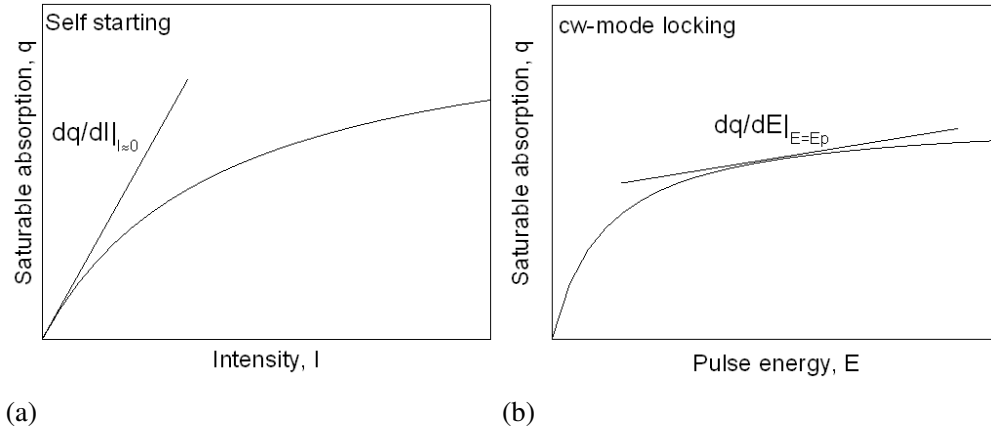 Self starting
dq/dI|I≈0
Saturable absorption, q
Intensity, I
(a)
cw-mode locking
dq/dE|E=Ep
Saturable absorption, q
Pulse energy, E
(b)